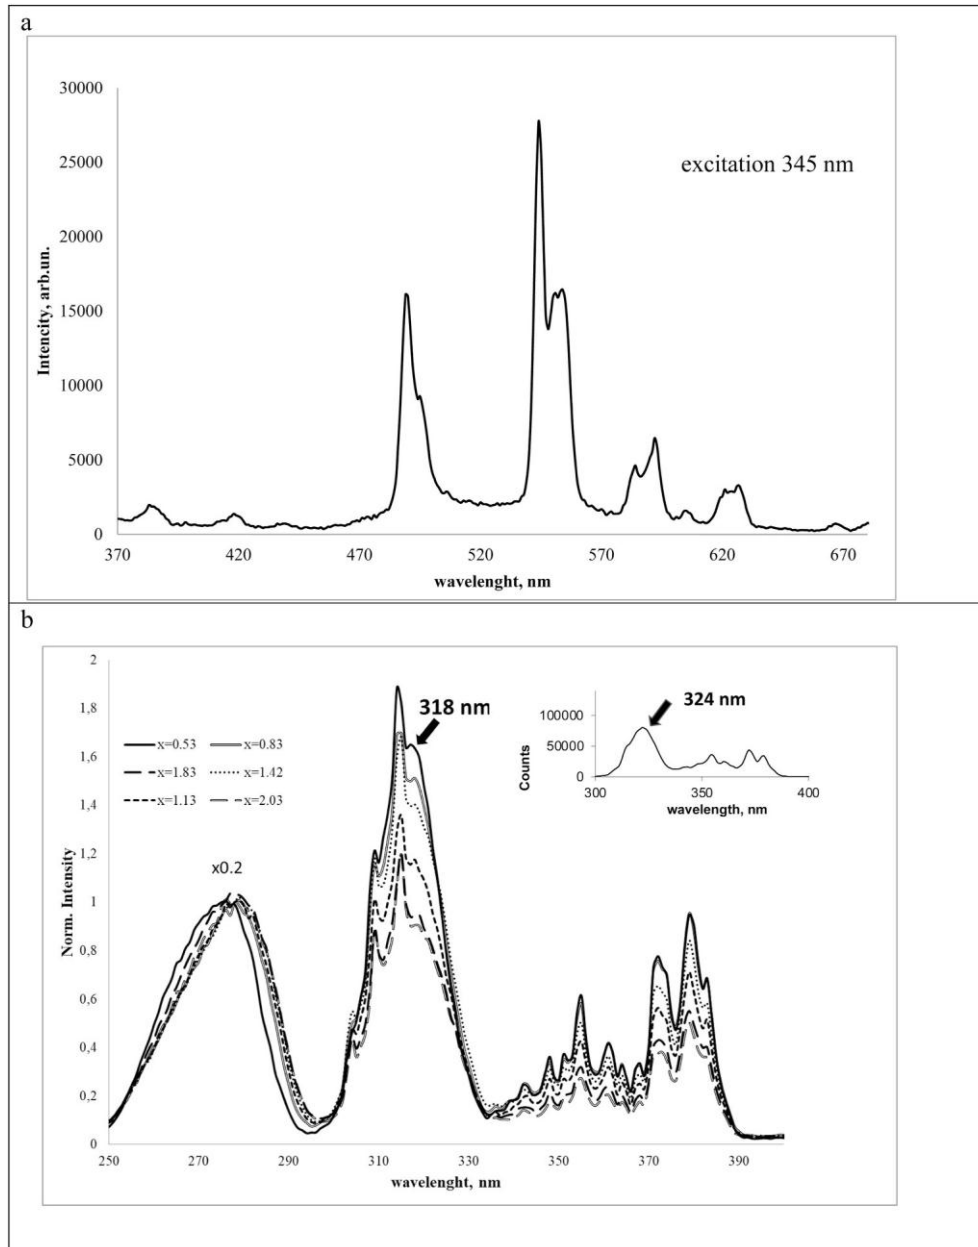 a
30000
25000
20000
15000
10000
5000
0
Intencity, arb.un.
excitation 345 nm
370 420 470 520 570 620 670
wavelenght, nm
b
2
1,8
1,6
1,4
1,2
1
0,8
0,6
0,4
0,2
0
Norm. Intensity
x=0.53 x=0.83
x=1.83 x=1.42
x=1.13 x=2.03
x0.2
318 nm
324 nm
100000
50000
0
Counts
300 350 400
wavelength, nm
250 270 290 310 330 350 370 390
wavelenght, nm